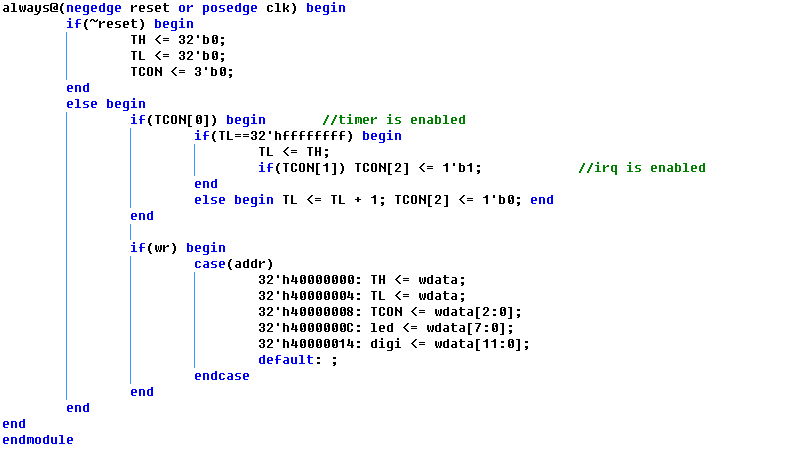 always@(negedge reset or posedge clk) begin
if(~reset) begin
TH <= 32'b0;
TL <= 32'b0;
TCON <= 3'b0;
end
else begin
if(TCON[0]) begin //timer is enabled
if(TL==32'hffffffff) begin
TL <= TH;
if(TCON[1]) TCON[2] <= 1'b1; //irq is enabled
end
else begin TL <= TL + 1; TCON[2] <= 1'b0; end
end
if(wr) begin
case(addr)
32'h40000000: TH <= wdata;
32'h40000004: TL <= wdata;
32'h40000008: TCON <= wdata[2:0];
32'h4000000C: led <= wdata[7:0];
32'h40000014: digi <= wdata[11:0];
default: ;
endcase
end
end
end
endmodule